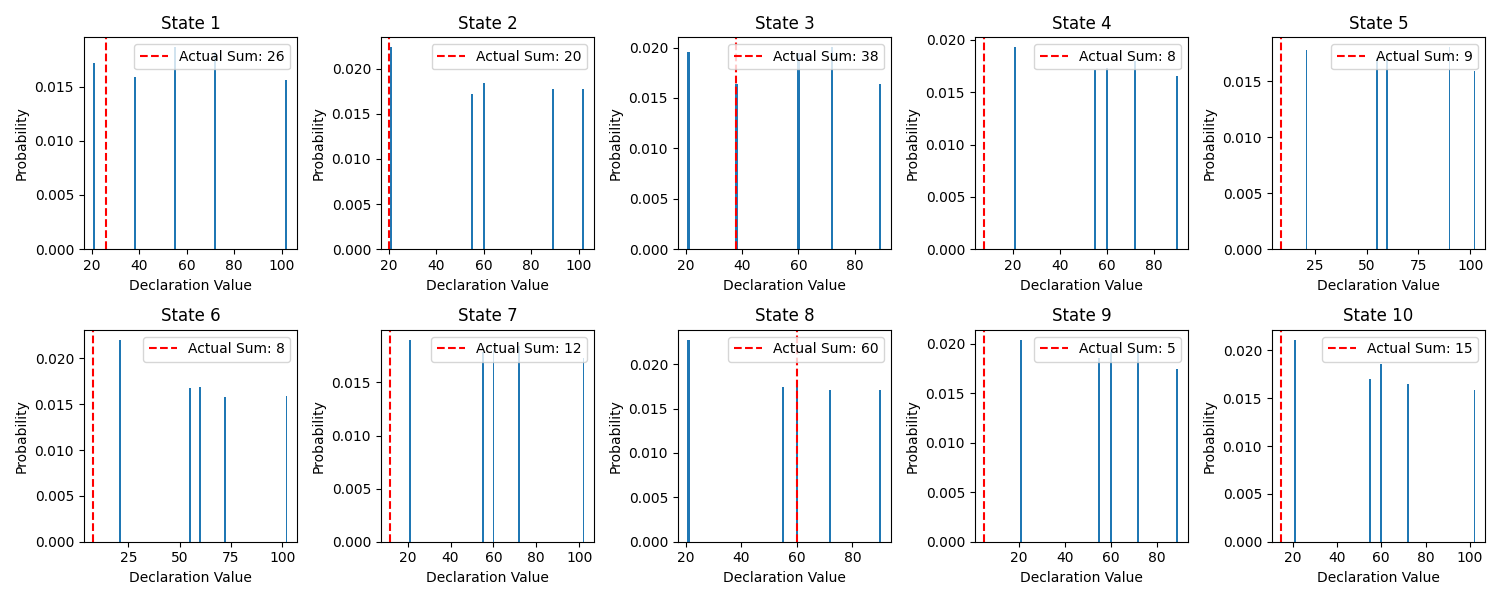 State 1
Actual Sum: 26
0.015
0.010
0.005
0.000
Probability
20 40 60 80 100
Declaration Value
State 2
Actual Sum: 20
0.020
0.015
0.010
0.005
0.000
Probability
20 40 60 80 100
Declaration Value
State 3
Actual Sum: 38
0.020
0.015
0.010
0.005
0.000
Probability
20 40 60 80
Declaration Value
State 4
Actual Sum: 8
0.020
0.015
0.010
0.005
0.000
Probability
20 40 60 80
Declaration Value
State 5
Actual Sum: 9
0.015
0.010
0.005
0.000
Probability
25 50 75 100
Declaration Value
State 6
Actual Sum: 8
0.020
0.015
0.010
0.005
0.000
Probability
25 50 75 100
Declaration Value
State 7
Actual Sum: 12
0.015
0.010
0.005
0.000
Probability
20 40 60 80 100
Declaration Value
State 8
Actual Sum: 60
0.020
0.015
0.010
0.005
0.000
Probability
20 40 60 80
Declaration Value
State 9
Actual Sum: 5
0.020
0.015
0.010
0.005
0.000
Probability
20 40 60 80
Declaration Value
State 10
Actual Sum: 15
0.020
0.015
0.010
0.005
0.000
Probability
20 40 60 80 100
Declaration Value